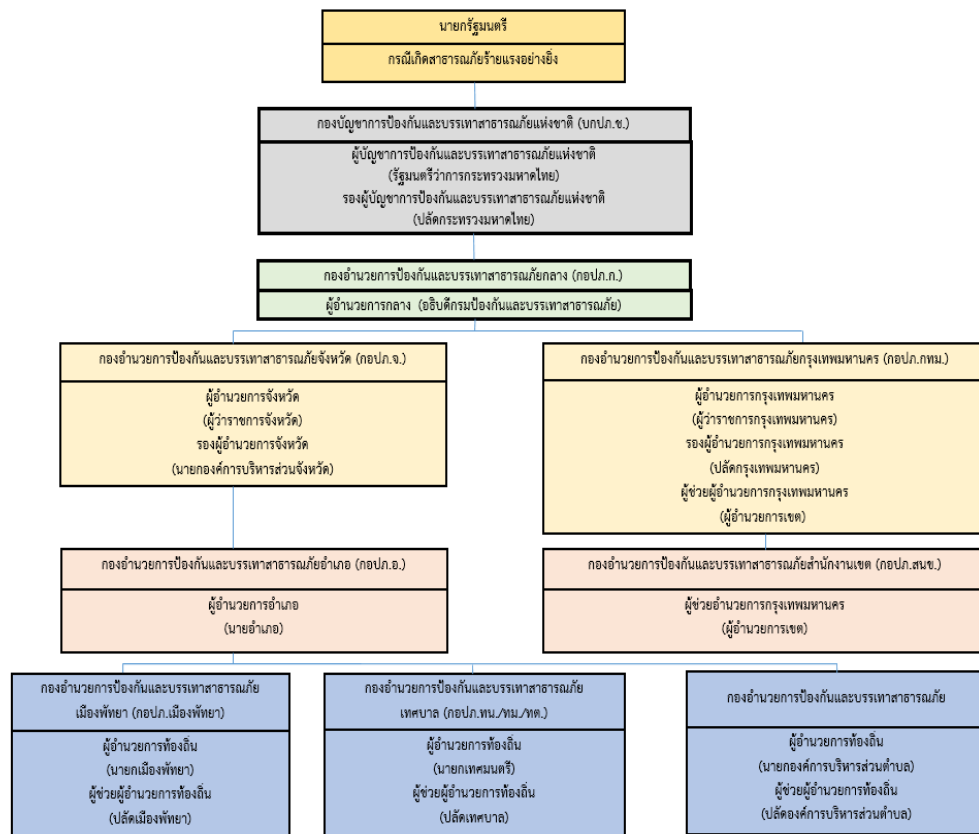 นายกรัฐมนตรี
กรณีเกิดสาธารณภัยร้ายแรงอย่างยิ่ง
กองบัญชาการป้องกันและบรรเทาสาธารณภัยแห่งชาติ (บกปภ.ช.)
ผู้บัญชาการป้องกันและบรรเทาสาธารณภัยแห่งชาติ
(รัฐมนตรีว่าการกระทรวงมหาดไทย)
รองผู้บัญชาการป้องกันและบรรเทาสาธารณภัยแห่งชาติ
(ปลัดกระทรวงมหาดไทย)
กองอำนวยการป้องกันและบรรเทาสาธารณภัยกลาง (กอปภ.ก.)
ผู้อำนวยการกลาง (อธิบดีกรมป้องกันและบรรเทาสาธารณภัย)
กองอำนวยการป้องกันและบรรเทาสาธารณภัยจังหวัด (กอปภ.จ.)
ผู้อำนวยการจังหวัด
(ผู้ว่าราชการจังหวัด)
รองผู้อำนวยการจังหวัด
(นายกองค์การบริหารส่วนจังหวัด)
กองอำนวยการป้องกันและบรรเทาสาธารณภัยกรุงเทพมหานคร (กอปภ.กทม.)
ผู้อำนวยการกรุงเทพมหานคร
(ผู้ว่าราชการกรุงเทพมหานคร)
รองผู้อำนวยการกรุงเทพมหานคร
(ปลัดกรุงเทพมหานคร)
ผู้ช่วยผู้อำนวยการกรุงเทพมหานคร
(ผู้อำนวยการเขต)
กองอำนวยการป้องกันและบรรเทาสาธารณภัยอำเภอ (กอปภ.อ.)
ผู้อำนวยการอำเภอ
(นายอำเภอ)
กองอำนวยการป้องกันและบรรเทาสาธารณภัยสำนักงานเขต (กอปภ.สนข.)
ผู้ช่วยอำนวยการกรุงเทพมหานคร
(ผู้อำนวยการเขต)
กองอำนวยการป้องกันและบรรเทาสาธารณภัย
เมืองพัทยา (กอปภ.เมืองพัทยา)
ผู้อำนวยการท้องถิ่น
(นายกเมืองพัทยา)
ผู้ช่วยผู้อำนวยการท้องถิ่น
(ปลัดเมืองพัทยา)
กองอำนวยการป้องกันและบรรเทาสาธารณภัย
เทศบาล (กอปภ.ทน./ทม./ทต.)
ผู้อำนวยการท้องถิ่น
(นายกเทศมนตรี)
ผู้ช่วยผู้อำนวยการท้องถิ่น
(ปลัดเทศบาล)
กองอำนวยการป้องกันและบรรเทาสาธารณภัย
ผู้อำนวยการท้องถิ่น
(นายกองค์การบริหารส่วนตำบล)
ผู้ช่วยผู้อำนวยการท้องถิ่น
(ปลัดองค์การบริหารส่วนตำบล)